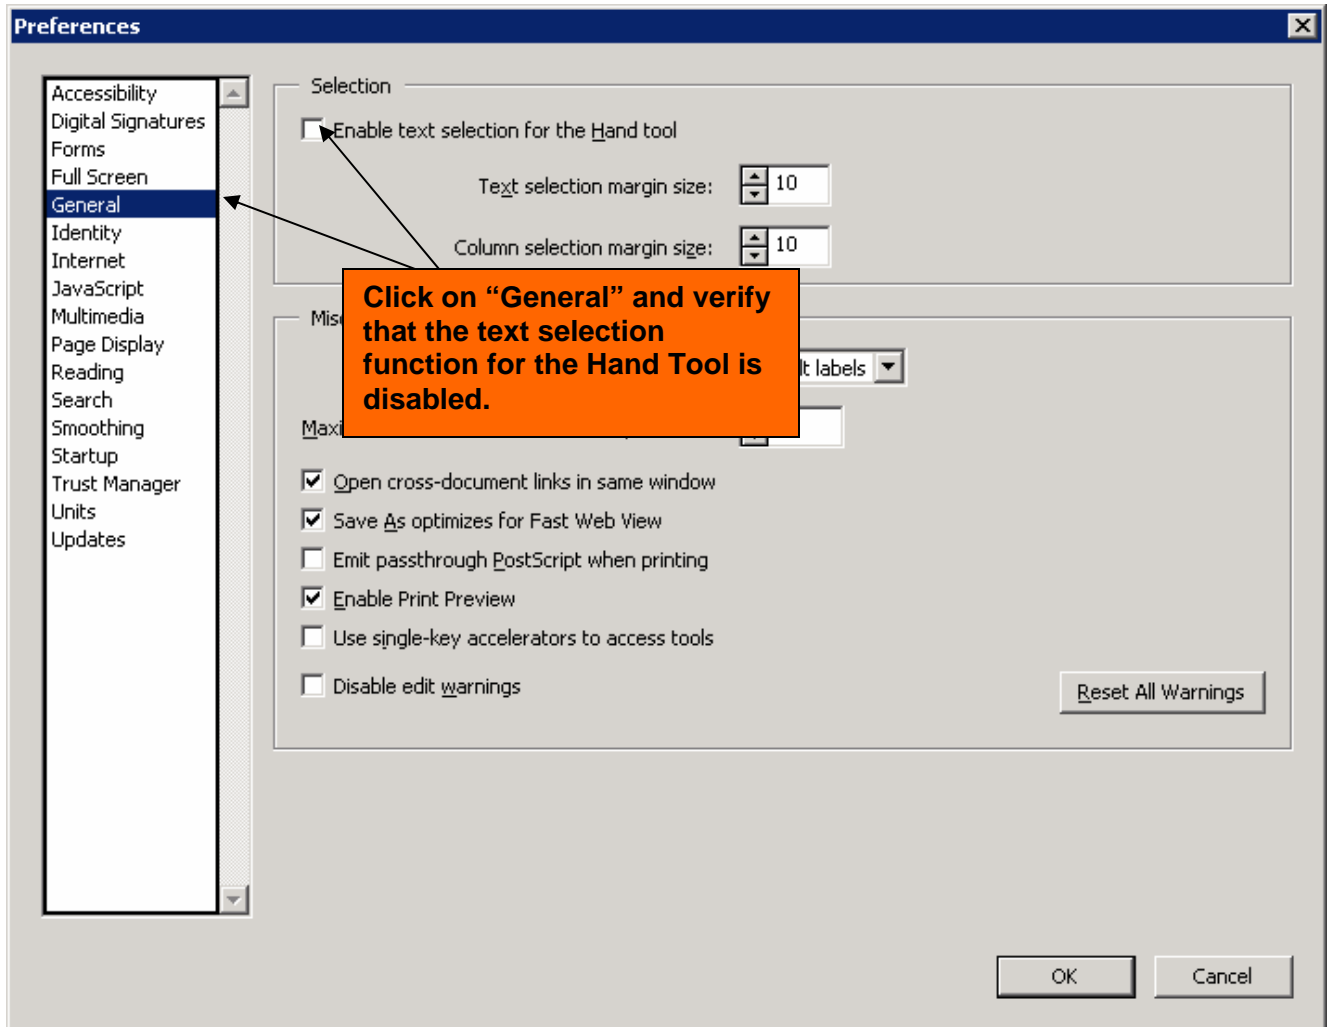 Preferences
Accessibility
Digital Signatures
Forms
Full Screen
General
Identity
Internet
JavaScript
Multimedia
Page Display
Reading
Search
Smoothing
Startup
Trust Manager
Units
Updates
Selection
Enable text selection for the Hand tool
Text selection margin size: 10
Column selection margin size: 10
Click on “General” and verify
that the text selection
function for the Hand Tool is
disabled.
labels
Open cross-document links in same window
Save As optimizes for Fast Web View
Emit passthrough PostScript when printing
Enable Print Preview
Use single-key accelerators to access tools
Disable edit warnings
Reset All Warnings
OK Cancel